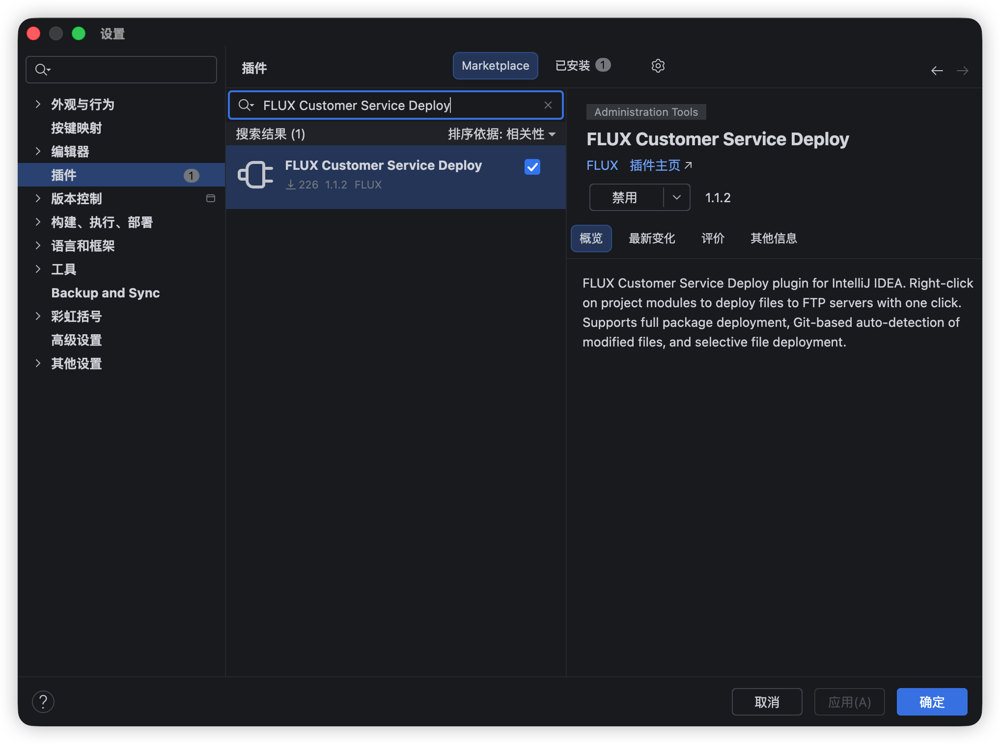 设置
外观与行为
按键映射
编辑器
插件 1
版本控制
构建、执行、部署
语言和框架
工具
Backup and Sync
彩虹括号
高级设置
其他设置
插件
Marketplace
已安装 1
FLUX Customer Service Deploy
搜索结果 (1)
排序依据: 相关性
FLUX Customer Service Deploy
226 1.1.2 FLUX
Administration Tools
FLUX Customer Service Deploy
FLUX 插件主页
禁用 1.1.2
概览 最新变化 评价 其他信息
FLUX Customer Service Deploy plugin for IntelliJ IDEA. Right-click
on project modules to deploy files to FTP servers with one click.
Supports full package deployment, Git-based auto-detection of
modified files, and selective file deployment.
?
取消 应用(A) 确定